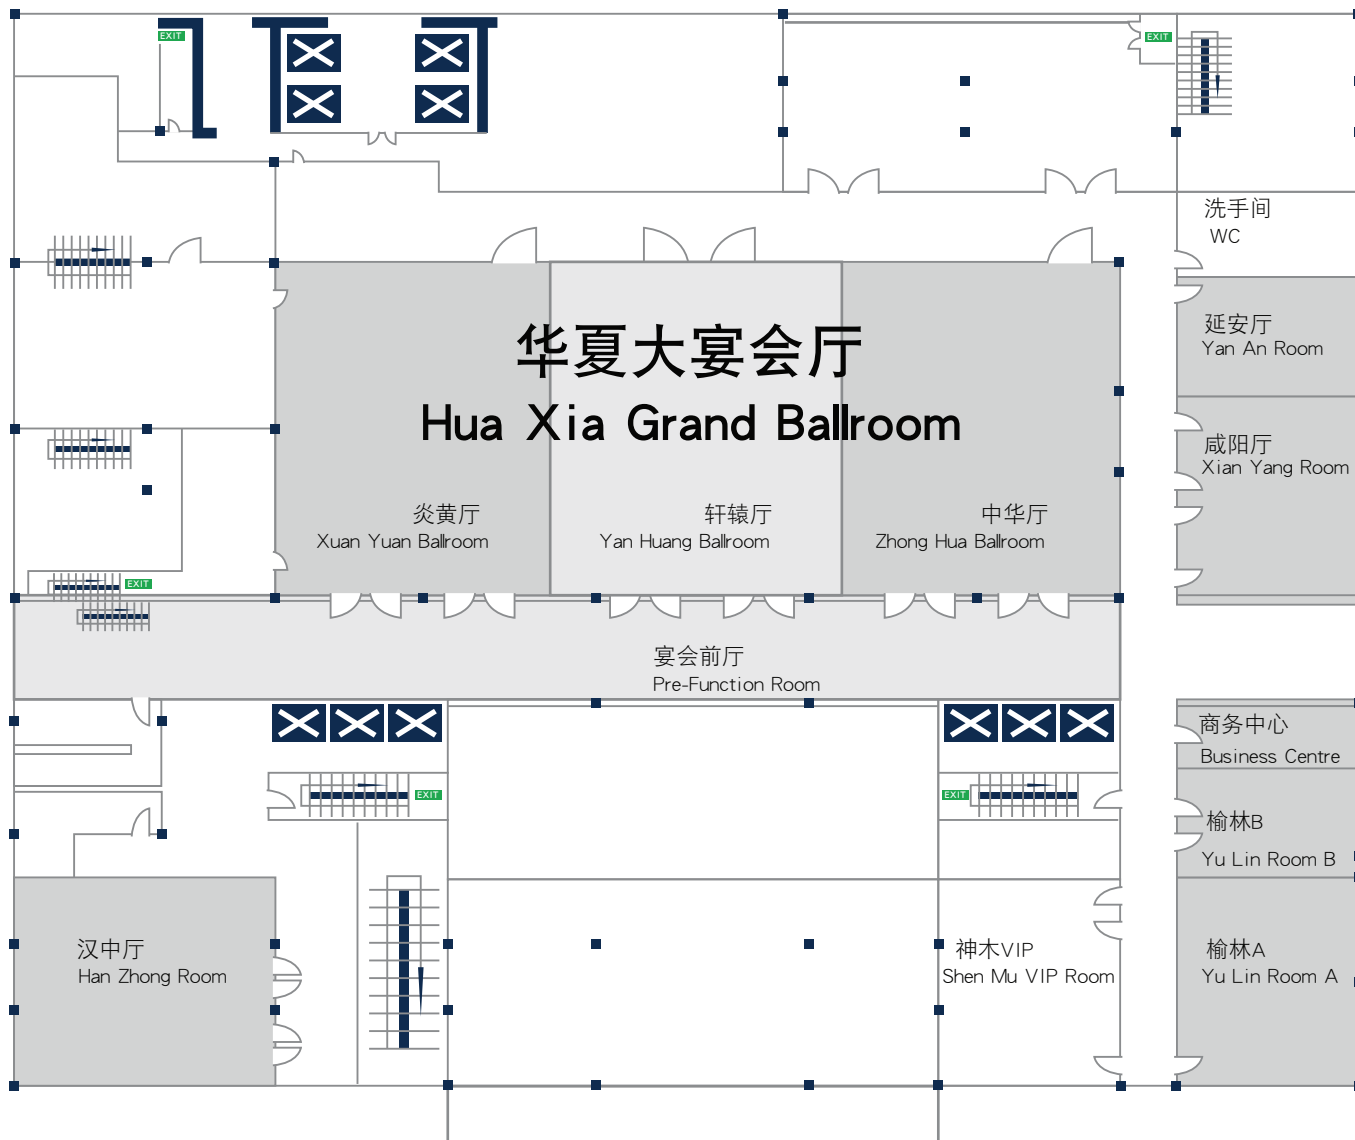 EXIT
EXIT
洗手间
WC
华夏大宴会厅
Hua Xia Grand Ballroom
延安厅
Yan An Room
咸阳厅
Xian Yang Room
炎黄厅
Xuan Yuan Ballroom
轩辕厅
Yan Huang Ballroom
中华厅
Zhong Hua Ballroom
EXIT
宴会前厅
Pre-Function Room
商务中心
Business Centre
EXIT
EXIT
榆林B
Yu Lin Room B
汉中厅
Han Zhong Room
神木VIP
Shen Mu VIP Room
榆林A
Yu Lin Room A